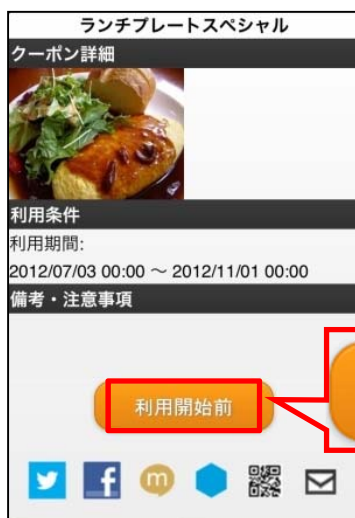 ランチプレートスペシャル
クーポン詳細
利用条件
利用期間:
2012/07/03 00:00 ～ 2012/11/01 00:00
備考・注意事項
利用開始前